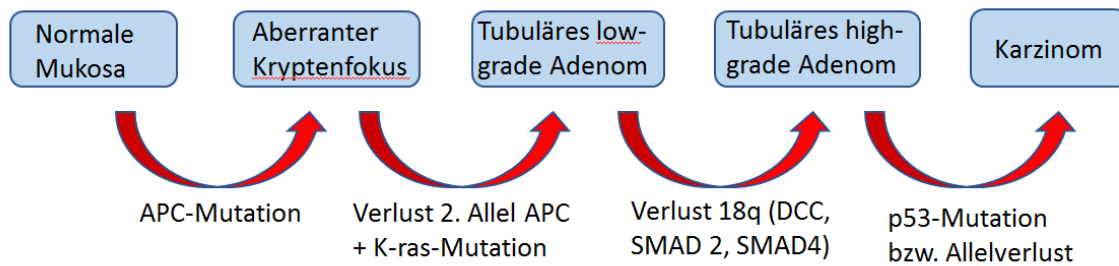 Normale
Mukosa
Aberranter
Kryptenfokus
Tubuläres low-
grade Adenom
Tubuläres high-
grade Adenom
Karzinom
APC-Mutation
Verlust 2. Allel APC
+ K-ras-Mutation
Verlust 18q (DCC,
SMAD 2, SMAD4)
p53-Mutation
bzw. Allelverlust